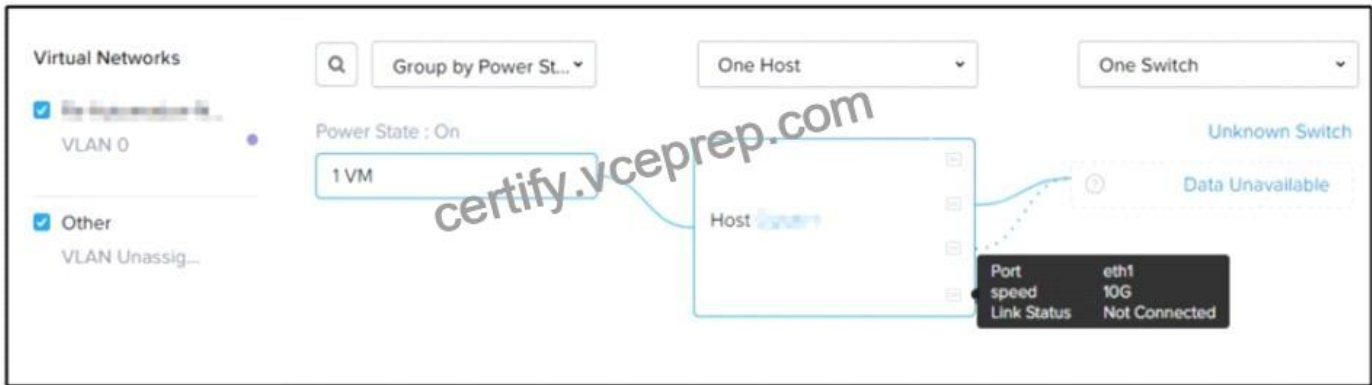 Virtual Networks
VLAN 0
Other
VLAN Unassig...
Group by Power St...
Power State : On
1 VM
One Host
Host
One Switch
Unknown Switch
Data Unavailable
Port eth1
speed 10G
Link Status Not Connected
certify.vceprep.com